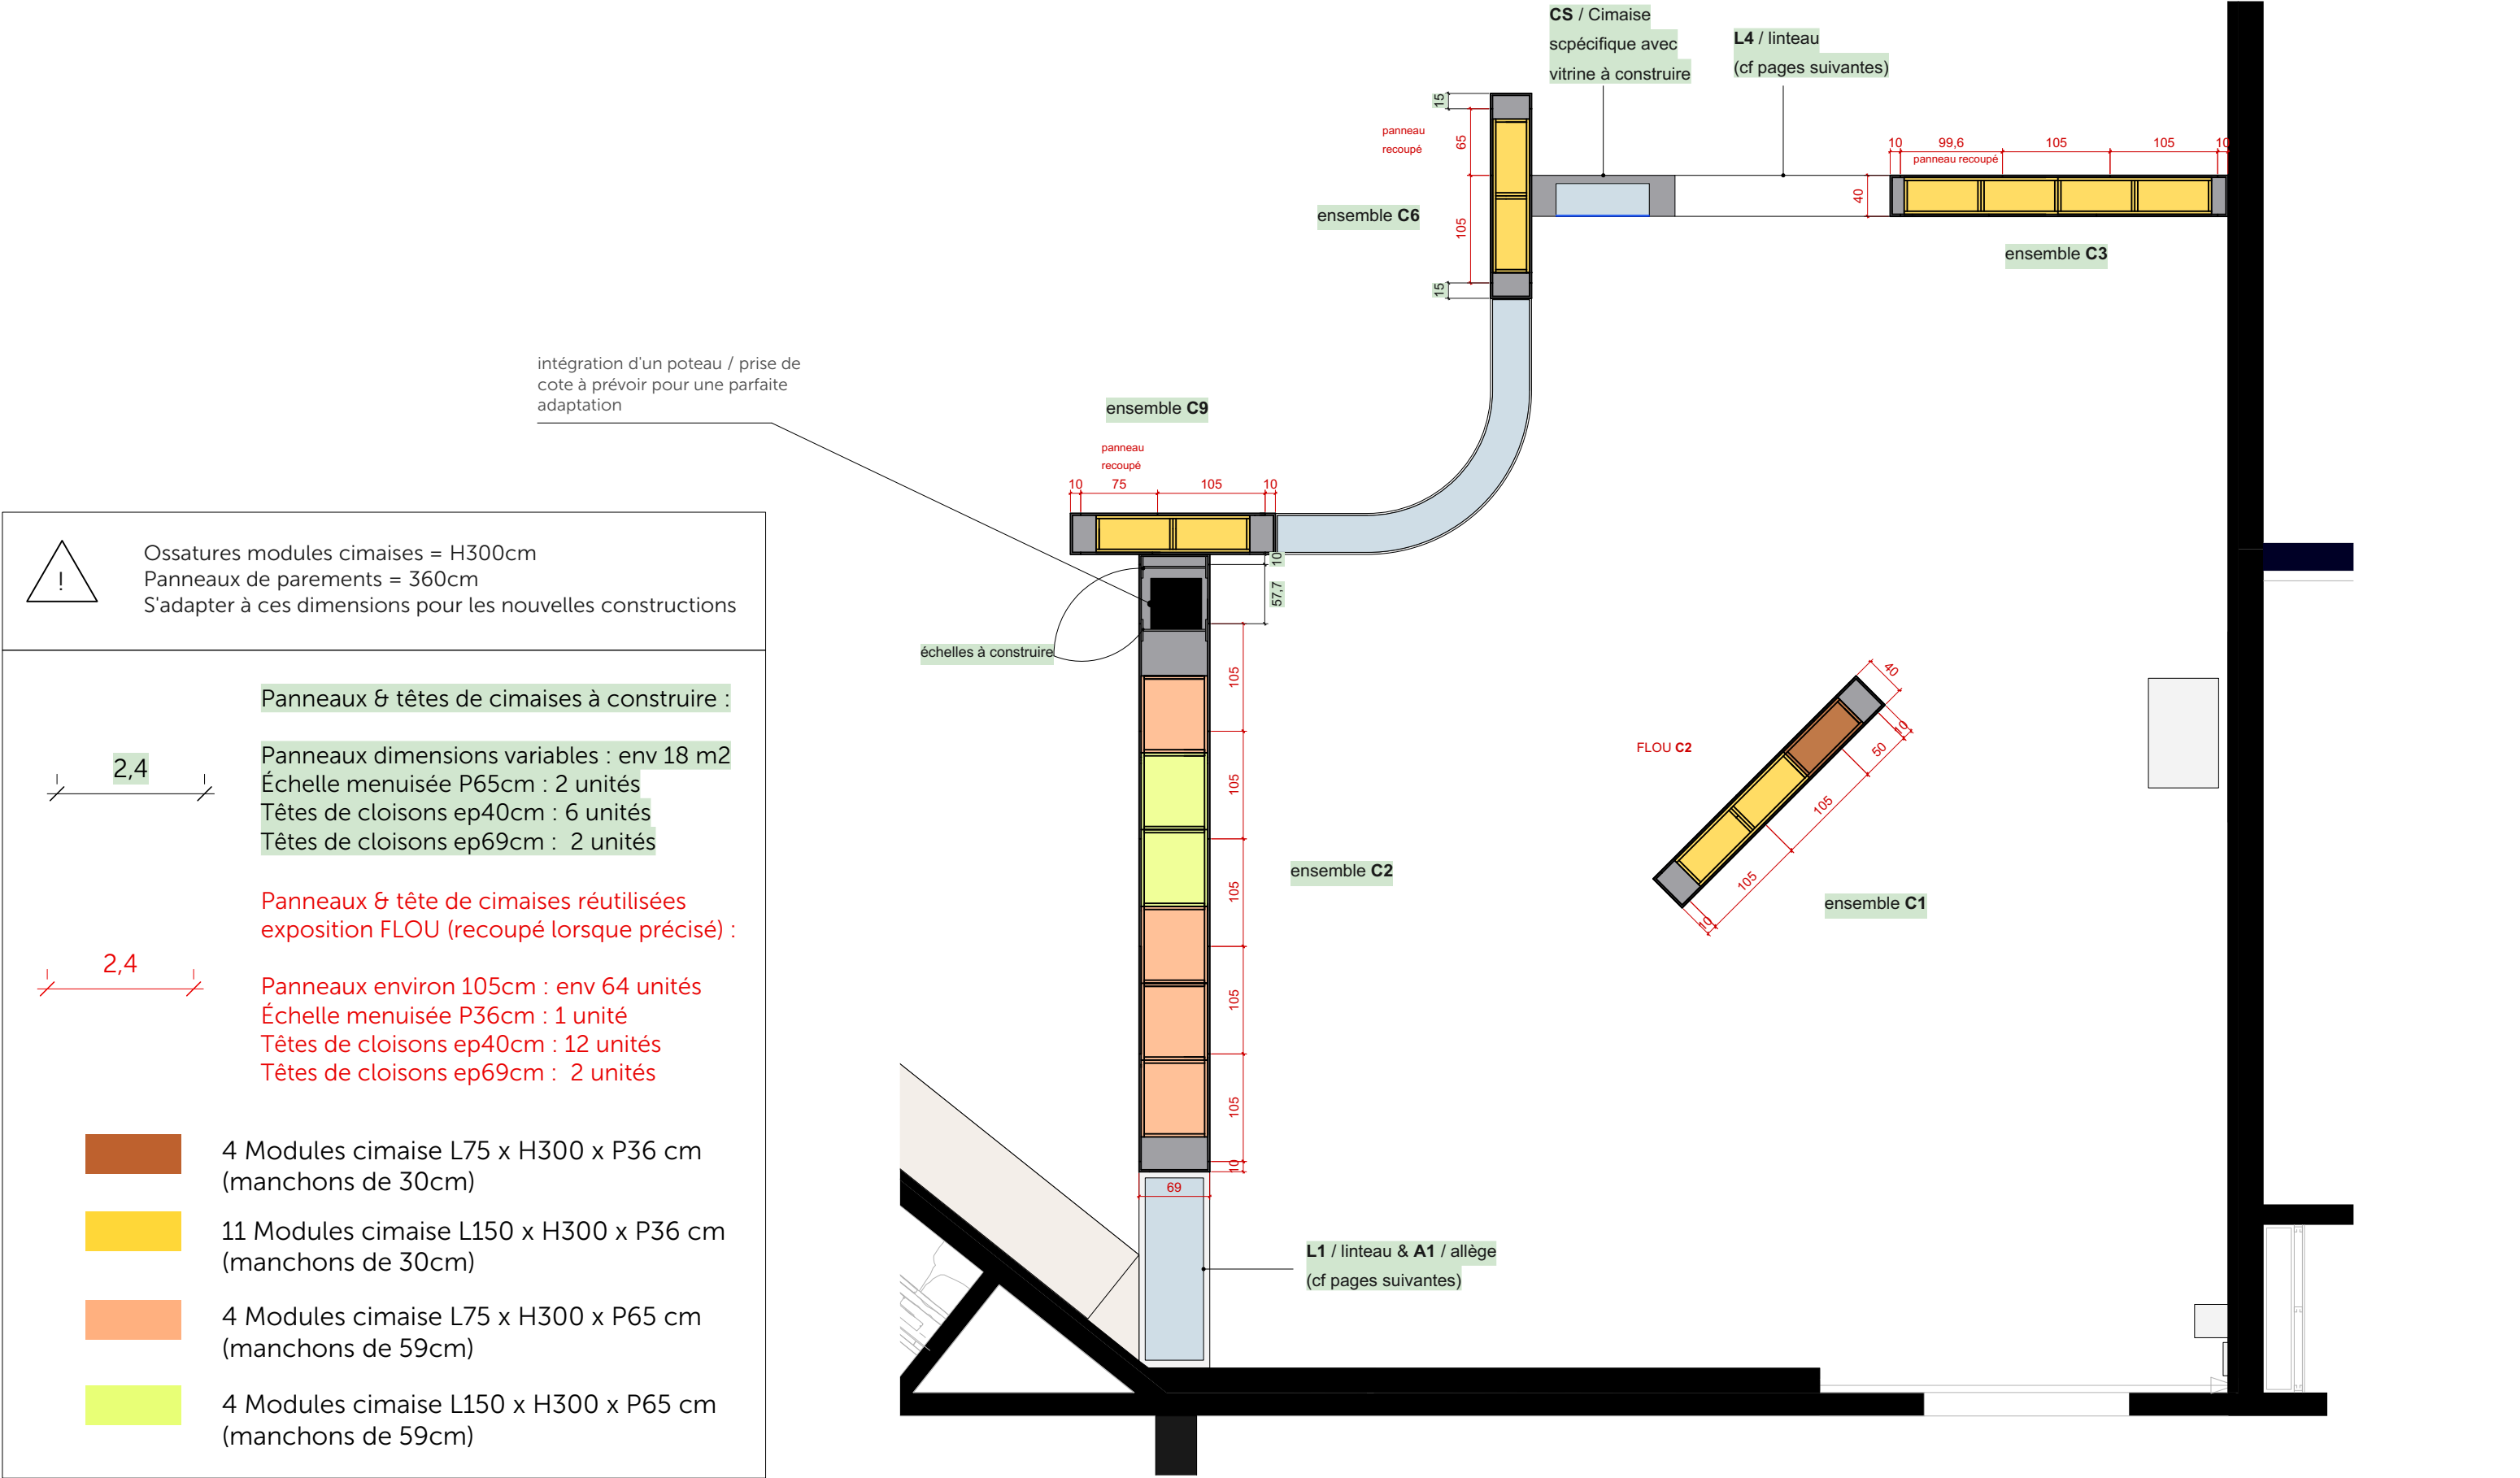 CS / Cimaise
scpécifique avec
vitrine à construire
L4 / linteau
(cf pages suivantes)
15
panneau
recoupé
65
105
15
ensemble C6
10
99,6
105
105
10
panneau recoupé
40
ensemble C3
intégration d'un poteau / prise de
cote à prévoir pour une parfaite
adaptation
ensemble C9
panneau
recoupé
10
75
105
10
10
57,7
échelles à construire
105
105
105
105
105
105
10
69
ensemble C2
FLOU C2
40
10
50
105
105
10
ensemble C1
L1 / linteau & A1 / allège
(cf pages suivantes)
!
Ossatures modules cimaises = H300cm
Panneaux de parements = 360cm
S'adapter à ces dimensions pour les nouvelles constructions
Panneaux & têtes de cimaises à construire :
2,4
Panneaux dimensions variables : env 18 m2
Échelle menuisée P65cm : 2 unités
Têtes de cloisons ep40cm : 6 unités
Têtes de cloisons ep69cm : 2 unités
Panneaux & tête de cimaises réutilisées
exposition FLOU (recoupé lorsque précisé) :
2,4
Panneaux environ 105cm : env 64 unités
Échelle menuisée P36cm : 1 unité
Têtes de cloisons ep40cm : 12 unités
Têtes de cloisons ep69cm : 2 unités
4 Modules cimaise L75 x H300 x P36 cm
(manchons de 30cm)
11 Modules cimaise L150 x H300 x P36 cm
(manchons de 30cm)
4 Modules cimaise L75 x H300 x P65 cm
(manchons de 59cm)
4 Modules cimaise L150 x H300 x P65 cm
(manchons de 59cm)